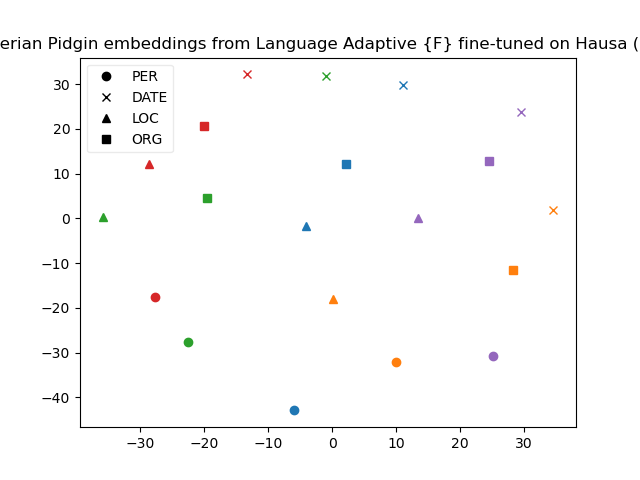 erian Pidgin embeddings from Language Adaptive {F} fine-tuned on Hausa (
PER
DATE
LOC
ORG
30
20
10
0
−10
−20
−30
−40
−30 −20 −10 0 10 20 30